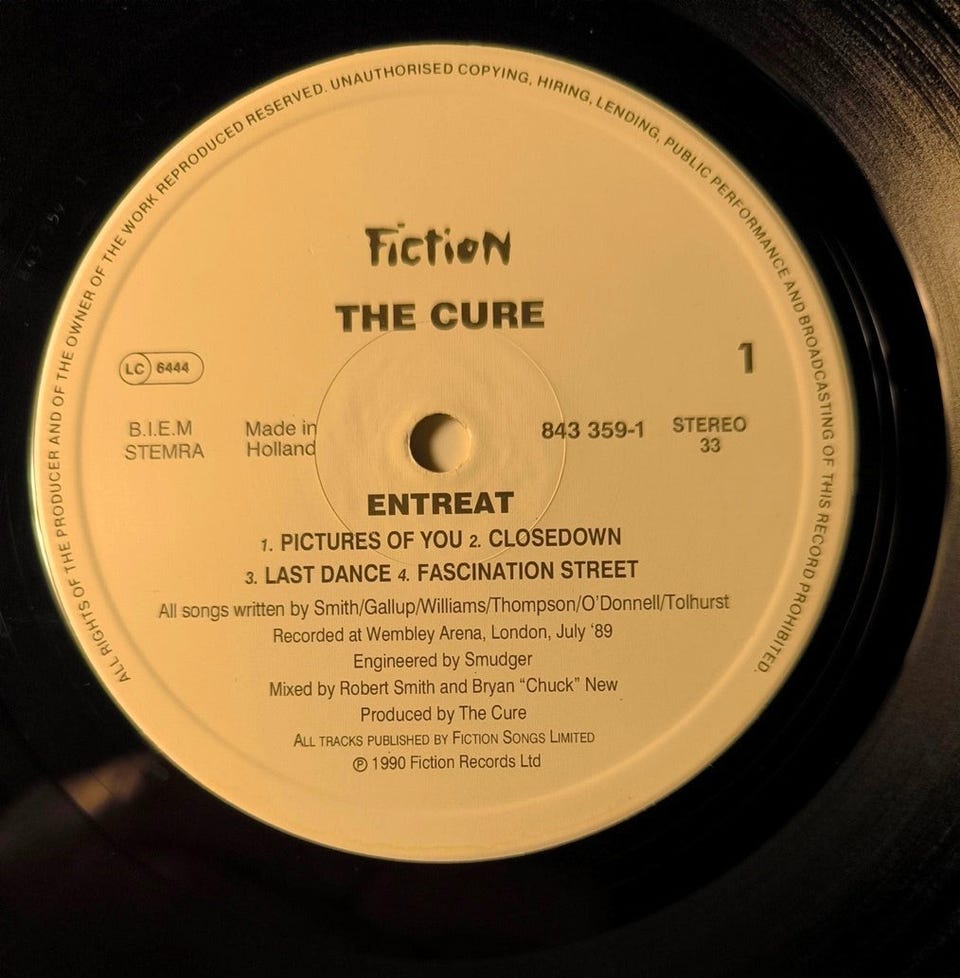 ALL RIGHTS OF THE PRODUCER AND OF THE OWNER OF THE WORK REPRODUCED RESERVED. UNAUTHORISED COPYING, HIRING, LENDING, PUBLIC PERFORMANCE AND BROADCASTING OF THIS RECORD PROHIBITED.
Fiction
THE CURE
LC 6444
1
B.I.E.M Made in 843 359-1 STEREO
STEMRA Holland 33
ENTREAT
1. PICTURES OF YOU 2. CLOSEDOWN
3. LAST DANCE 4. FASCINATION STREET
All songs written by Smith/Gallup/Williams/Thompson/O'Donnell/Tolhurst
Recorded at Wembley Arena, London, July ‘89
Engineered by Smudger
Mixed by Robert Smith and Bryan “Chuck” New
Produced by The Cure
ALL TRACKS PUBLISHED BY FICTION SONGS LIMITED
℗ 1990 Fiction Records Ltd